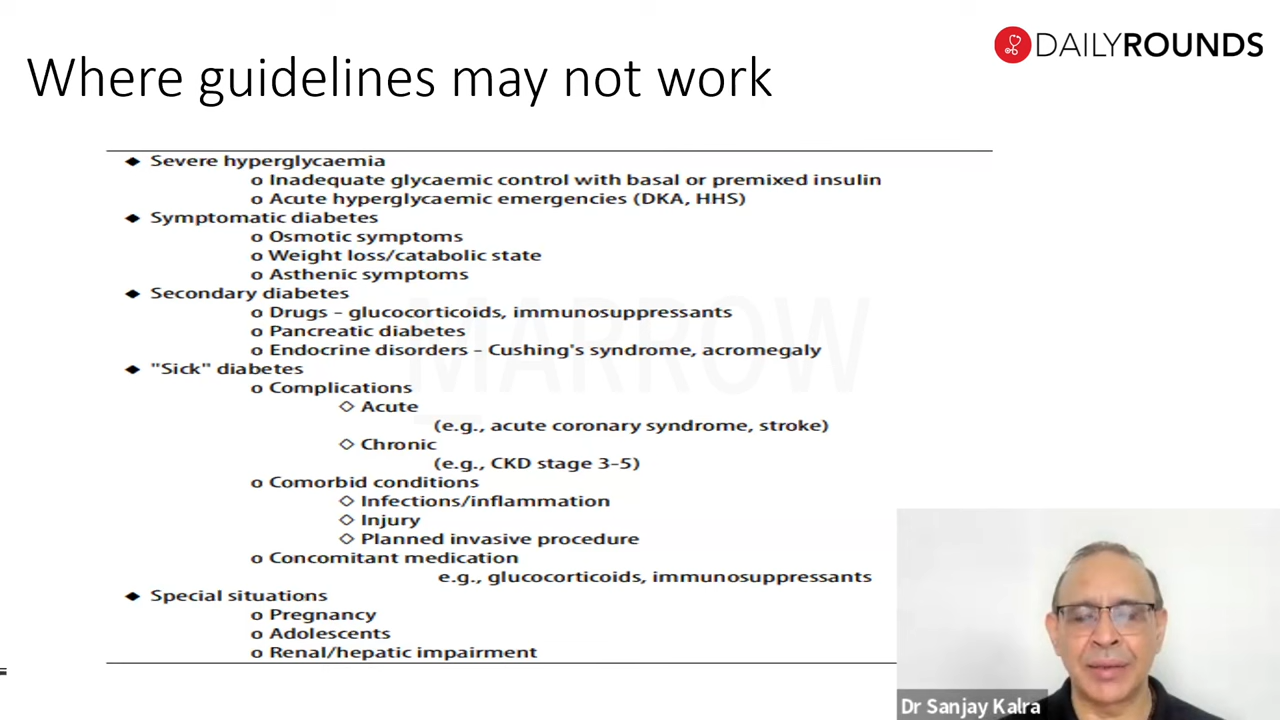 DAILYROUNDS
Where guidelines may not work
◆ Severe hyperglycaemia
o Inadequate glycaemic control with basal or premixed insulin
o Acute hyperglycaemic emergencies (DKA, HHS)
◆ Symptomatic diabetes
o Osmotic symptoms
o Weight loss/catabolic state
o Asthenic symptoms
◆ Secondary diabetes
o Drugs – glucocorticoids, immunosuppressants
o Pancreatic diabetes
o Endocrine disorders – Cushing's syndrome, acromegaly
◆ "Sick" diabetes
o Complications
◇ Acute
(e.g., acute coronary syndrome, stroke)
◇ Chronic
(e.g., CKD stage 3–5)
o Comorbid conditions
◇ Infections/inflammation
◇ Injury
◇ Planned invasive procedure
o Concomitant medication
e.g., glucocorticoids, immunosuppressants
◆ Special situations
o Pregnancy
o Adolescents
o Renal/hepatic impairment
MARROW
Dr Sanjay Kalra